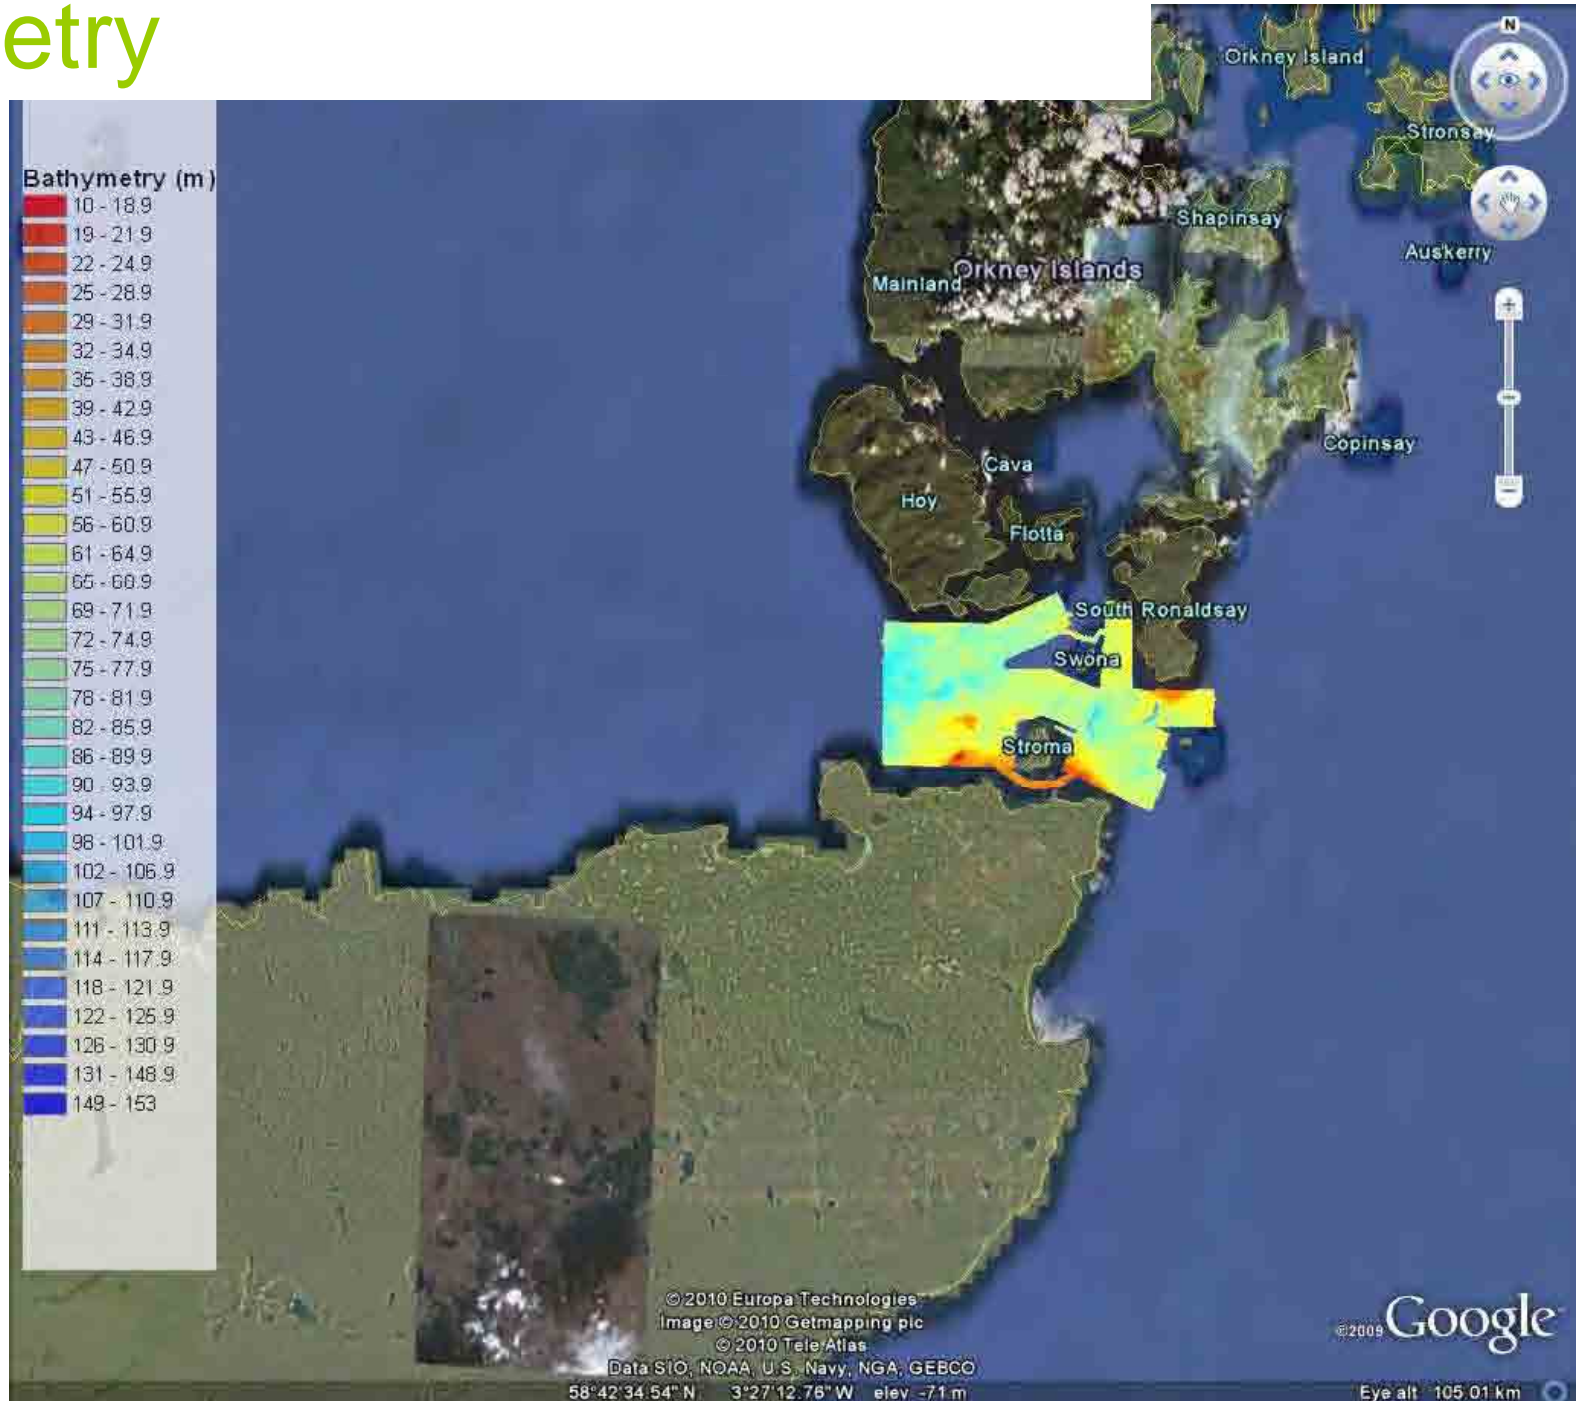 etry
Bathymetry (m)
10 - 18.9
19 - 21.9
22 - 24.9
25 - 28.9
29 - 31.9
32 - 34.9
35 - 38.9
39 - 42.9
43 - 46.9
47 - 50.9
51 - 55.9
56 - 60.9
61 - 64.9
65 - 68.9
69 - 71.9
72 - 74.9
75 - 77.9
78 - 81.9
82 - 85.9
86 - 89.9
90 - 93.9
94 - 97.9
98 - 101.9
102 - 106.9
107 - 110.9
111 - 113.9
114 - 117.9
118 - 121.9
122 - 125.9
126 - 130.9
131 - 148.9
149 - 153
N
Orkney Island
Stronsay
Shapinsay
Auskerry
Orkney Islands
Mainland
Copinsay
Cava
Hoy
Flotta
South Ronaldsay
Swona
Stroma
© 2010 Europa Technologies
Image © 2010 Getmapping plc
© 2010 Tele Atlas
Data SIO, NOAA, U.S. Navy, NGA, GEBCO
©2009 Google
58°42'34.54" N 3°27'12.76" W elev -71 m
Eye alt 105.01 km